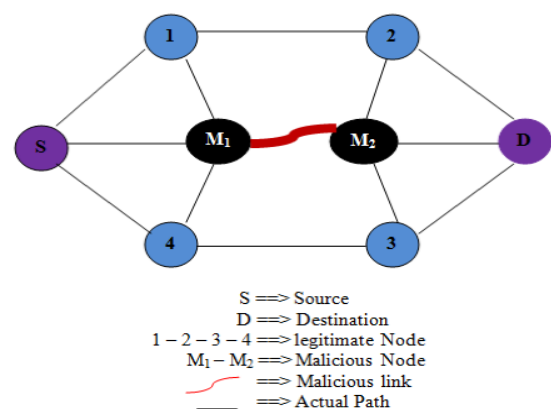 1
2
S
M₁
M₂
D
4
3
S ==> Source
D ==> Destination
1 – 2 – 3 – 4 ==> legitimate Node
M₁ – M₂ ==> Malicious Node
==> Malicious link
==> Actual Path